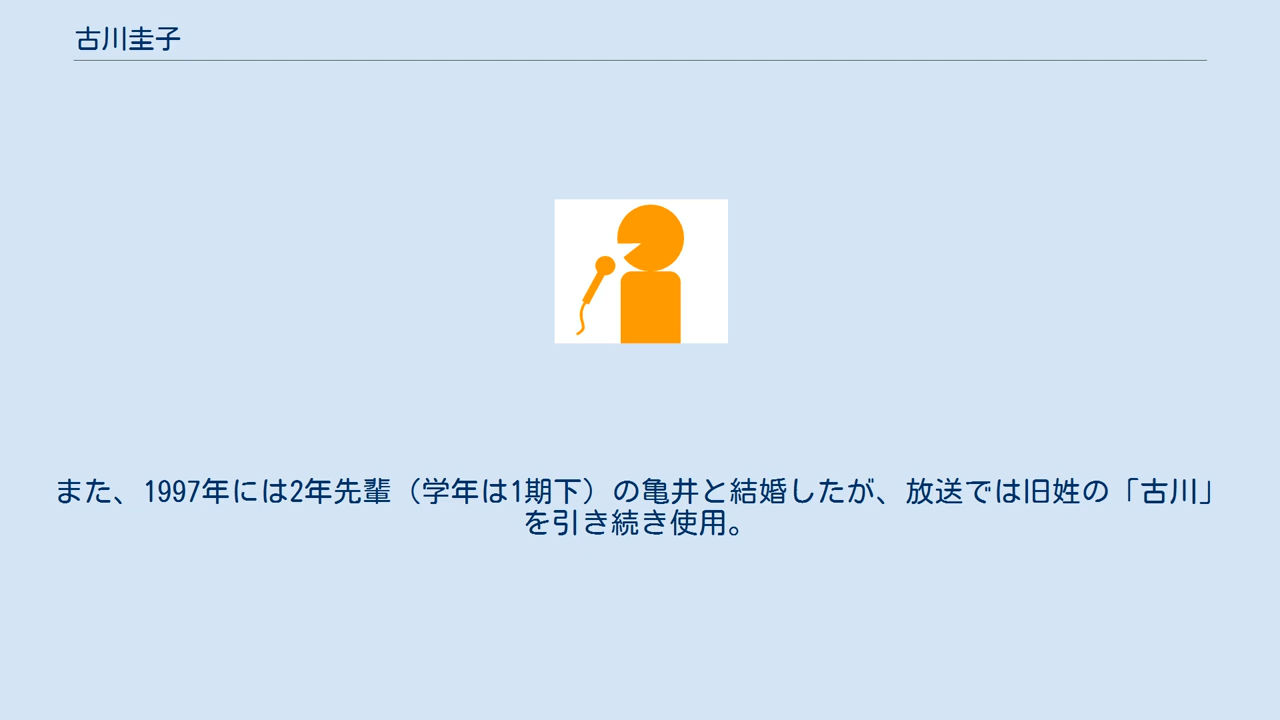 古川圭子
また、1997年には2年先輩（学年は1期下）の亀井と結婚したが、放送では旧姓の「古川」
を引き続き使用。